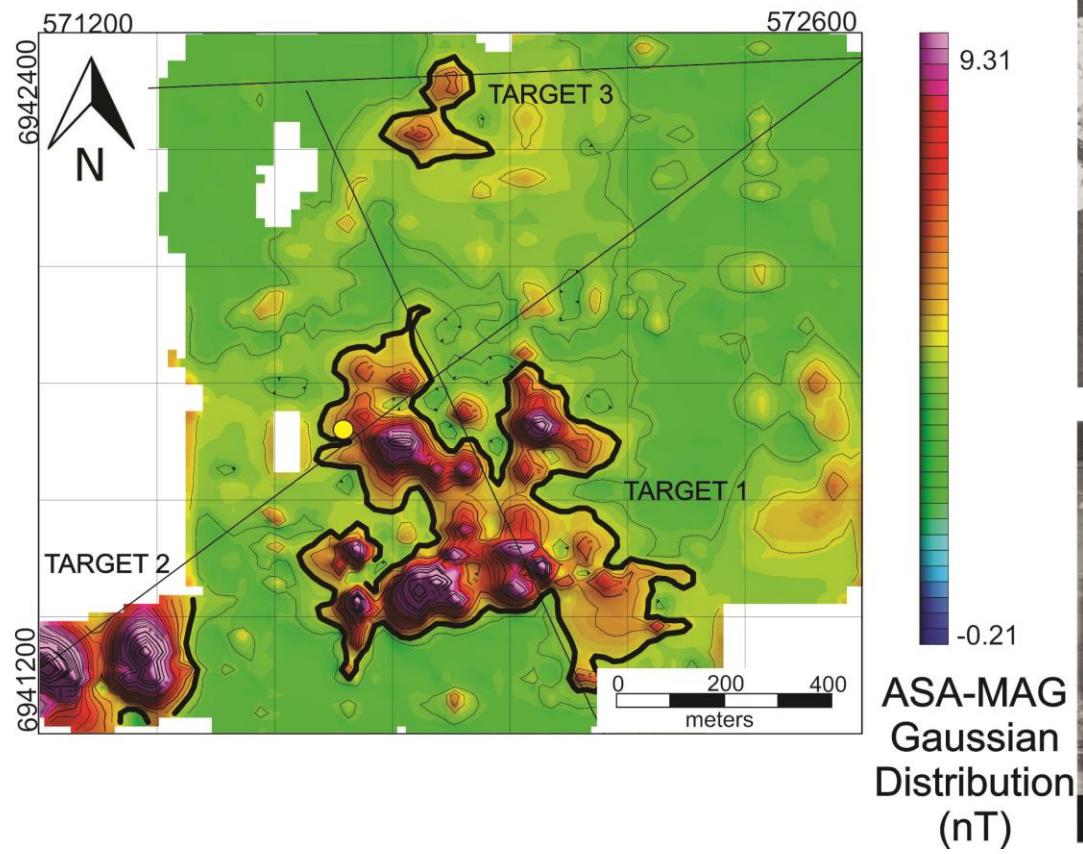 571200
572600
6942400
N
TARGET 3
TARGET 1
TARGET 2
6941200
0 200 400
meters
9.31
-0.21
ASA-MAG
Gaussian
Distribution
(nT)